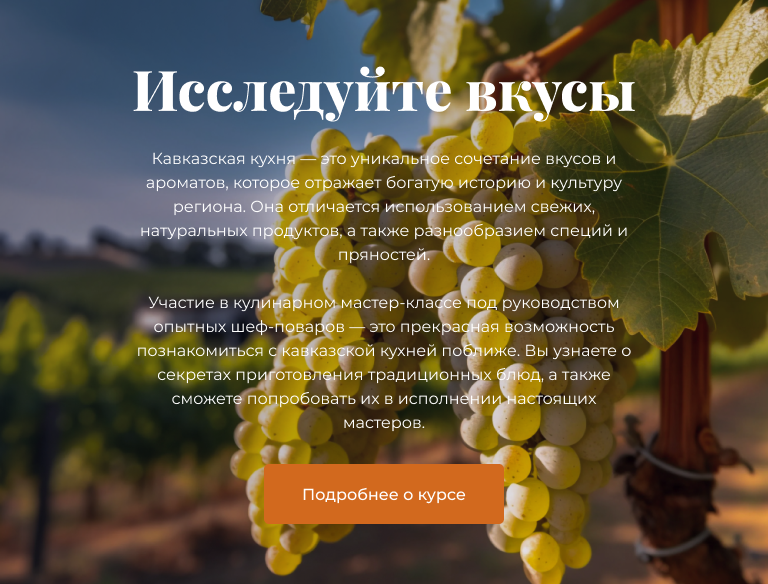 Исследуйте вкусы
Кавказская кухня — это уникальное сочетание вкусов и
ароматов, которое отражает богатую историю и культуру
региона. Она отличается использованием свежих,
натуральных продуктов, а также разнообразием специй и
пряностей.
Участие в кулинарном мастер-классе под руководством
опытных шеф-поваров — это прекрасная возможность
познакомиться с кавказской кухней поближе. Вы узнаете о
секретах приготовления традиционных блюд, а также
сможете попробовать их в исполнении настоящих
мастеров.
Подробнее о курсе